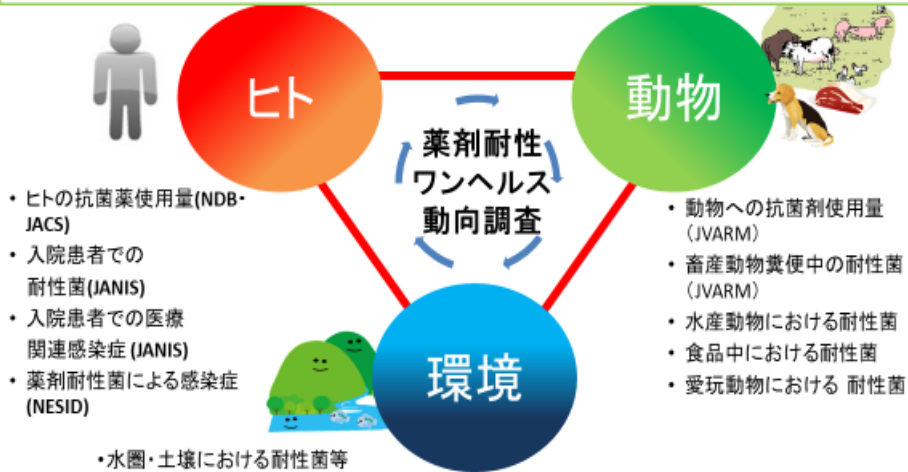 ヒト
動物
薬剤耐性
ワンヘルス
動向調査
環境
• ヒトの抗菌薬使用量(NDB・
JACS)
• 入院患者での
耐性菌(JANIS)
• 入院患者での医療
関連感染症(JANIS)
• 薬剤耐性菌による感染症
(NESID)
• 動物への抗菌剤使用量
(JVARM)
• 畜産動物糞便中の耐性菌
(JVARM)
• 水産動物における耐性菌
• 食品中における耐性菌
• 愛玩動物における 耐性菌
•水圏・土壌における耐性菌等